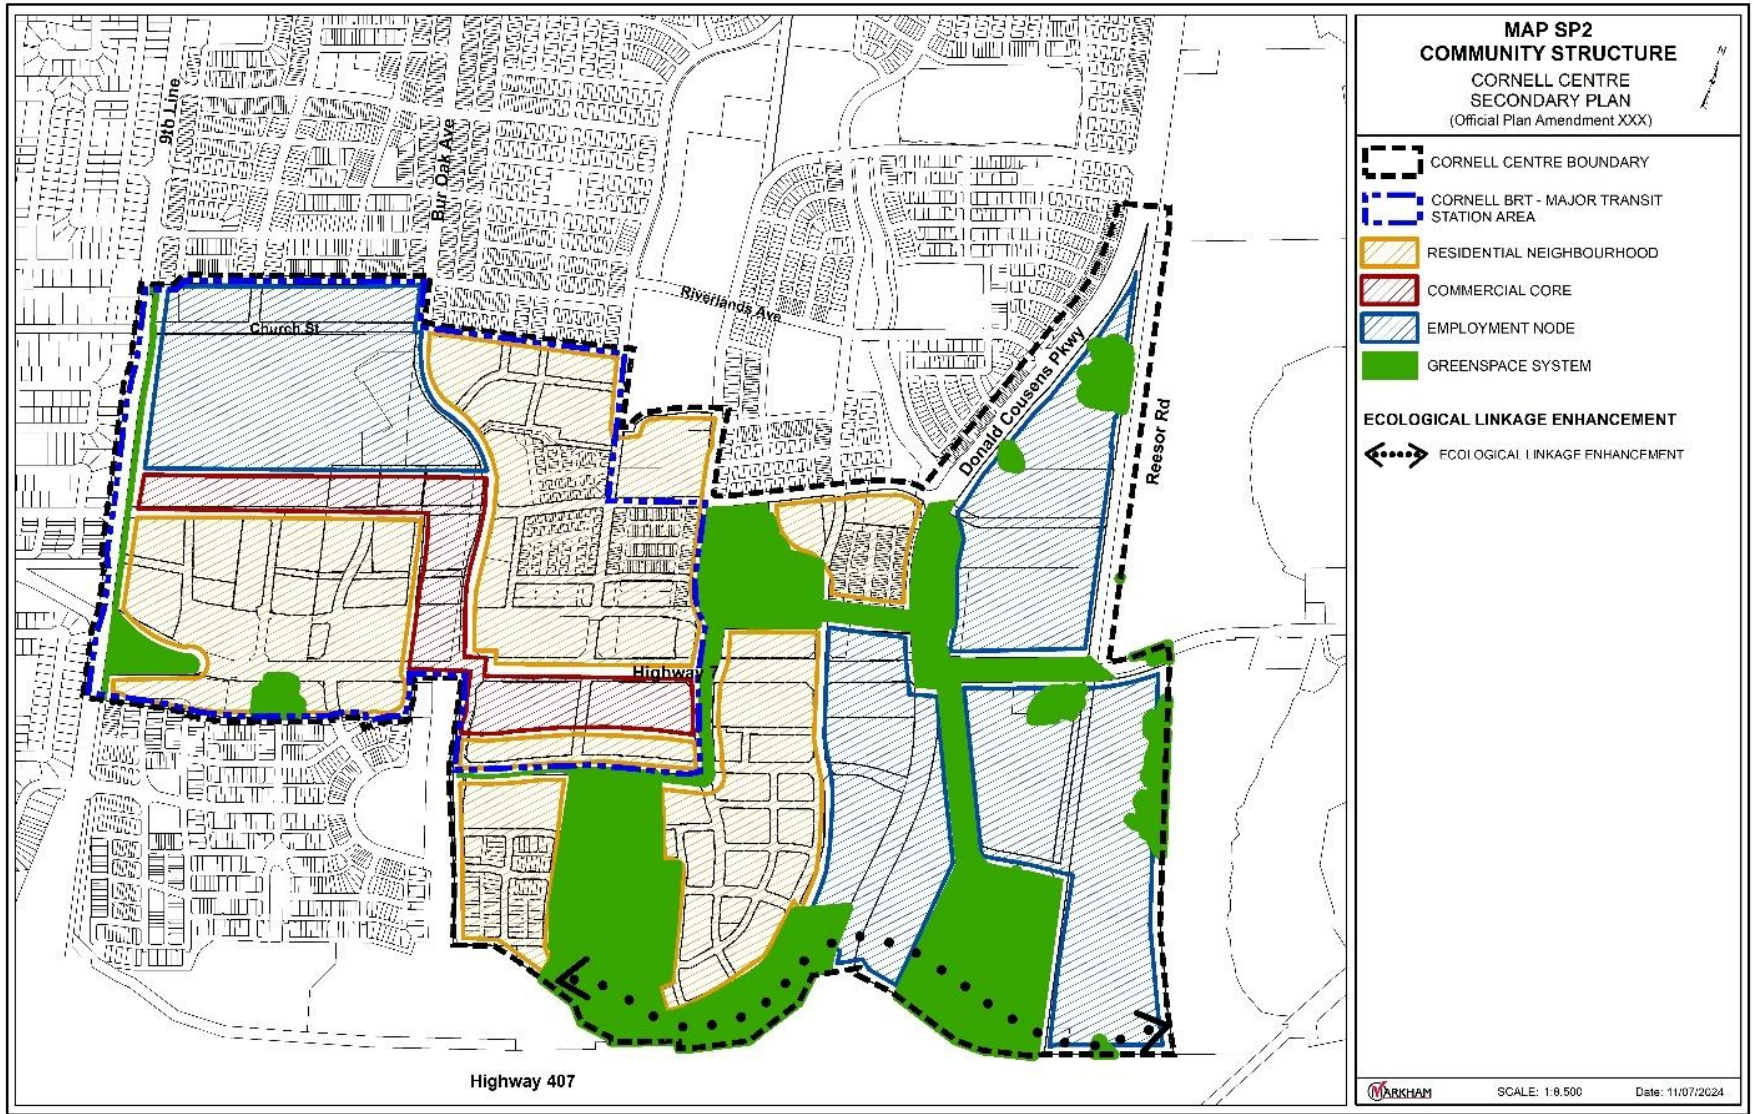 MAP SP2
COMMUNITY STRUCTURE
CORNELL CENTRE
SECONDARY PLAN
(Official Plan Amendment XXX)
N
CORNELL CENTRE BOUNDARY
CORNELL BRT - MAJOR TRANSIT
STATION AREA
RESIDENTIAL NEIGHBOURHOOD
COMMERCIAL CORE
EMPLOYMENT NODE
GREENSPACE SYSTEM
ECOLOGICAL LINKAGE ENHANCEMENT
ECOLOGICAL LINKAGE ENHANCEMENT
9th Line
Bur Oak Ave
Church St
Riverlands Ave
Donald Cousens Pkwy
Reesor Rd
Highway 7
Highway 407
MARKHAM
SCALE: 1:8,500
Date: 11/07/2024